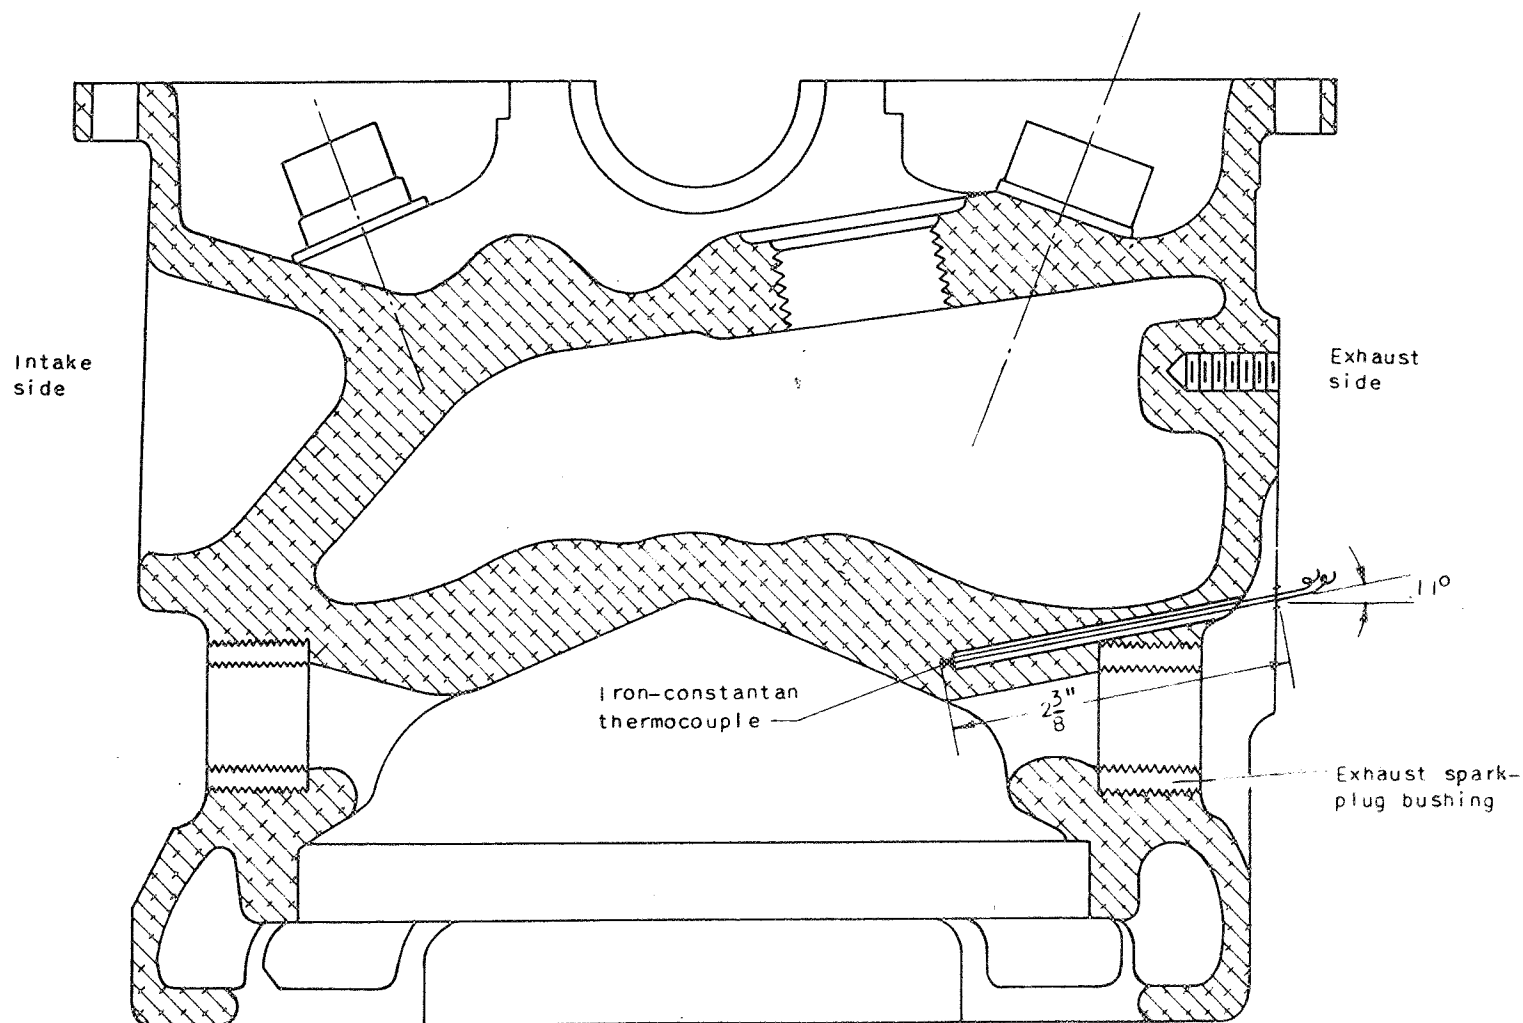 Intake
side
Exhaust
side
11°
Iron-constantan
thermocouple
2 3/8"
Exhaust spark-
plug bushing